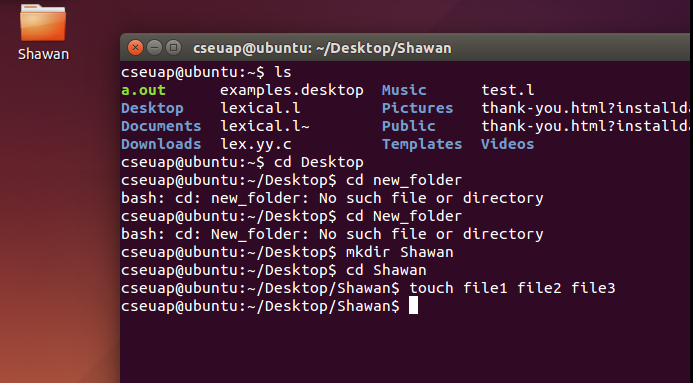 Shawan
cseuap@ubuntu: ~/Desktop/Shawan
cseuap@ubuntu:~$ ls
a.out examples.desktop Music test.l
Desktop lexical.l Pictures thank-you.html?installda
Documents lexical.l~ Public thank-you.html?installda
Downloads lex.yy.c Templates Videos
cseuap@ubuntu:~$ cd Desktop
cseuap@ubuntu:~/Desktop$ cd new_folder
bash: cd: new_folder: No such file or directory
cseuap@ubuntu:~/Desktop$ cd New_folder
bash: cd: New_folder: No such file or directory
cseuap@ubuntu:~/Desktop$ mkdir Shawan
cseuap@ubuntu:~/Desktop$ cd Shawan
cseuap@ubuntu:~/Desktop/Shawan$ touch file1 file2 file3
cseuap@ubuntu:~/Desktop/Shawan$